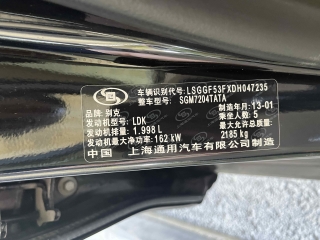 车辆识别代号: LSGGF53FXDH047235
整车型号: SGM7204TATA
品牌: 别克 制造年月: 13-01
发动机型号: LDK 乘坐人数: 5
发动机排量: 1.998 L 最大允许总质量:
发动机最大净功率: 162 kW 2185 kg
中国 上海通用汽车有限公司制造